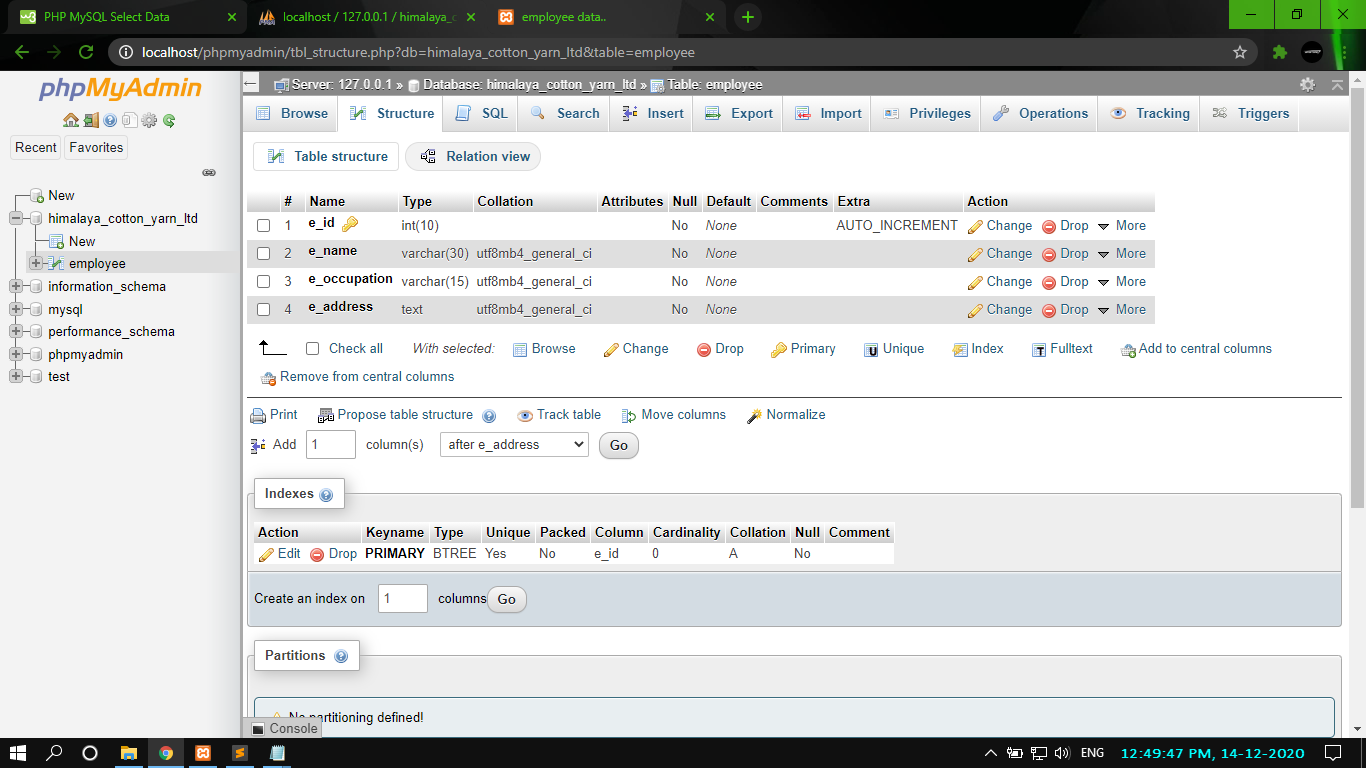 PHP MySQL Select Data
localhost / 127.0.0.1 / himalaya_c
employee data..
localhost/phpmyadmin/tbl_structure.php?db=himalaya_cotton_yarn_ltd&table=employee
phpMyAdmin
Recent Favorites
New
himalaya_cotton_yarn_ltd
New
employee
information_schema
mysql
performance_schema
phpmyadmin
test
Server: 127.0.0.1 » Database: himalaya_cotton_yarn_ltd » Table: employee
Browse Structure SQL Search Insert Export Import Privileges Operations Tracking Triggers
Table structure Relation view
# Name Type Collation Attributes Null Default Comments Extra Action
1 e_id int(10) No None AUTO_INCREMENT Change Drop More
2 e_name varchar(30) utf8mb4_general_ci No None Change Drop More
3 e_occupation varchar(15) utf8mb4_general_ci No None Change Drop More
4 e_address text utf8mb4_general_ci No None Change Drop More
Check all With selected: Browse Change Drop Primary Unique Index Fulltext Add to central columns
Remove from central columns
Print Propose table structure Track table Move columns Normalize
Add 1 column(s) after e_address Go
Indexes
Action Keyname Type Unique Packed Column Cardinality Collation Null Comment
Edit Drop PRIMARY BTREE Yes No e_id 0 A No
Create an index on 1 columns Go
Partitions
No partitioning defined!
Console
ENG 12:49:47 PM, 14-12-2020